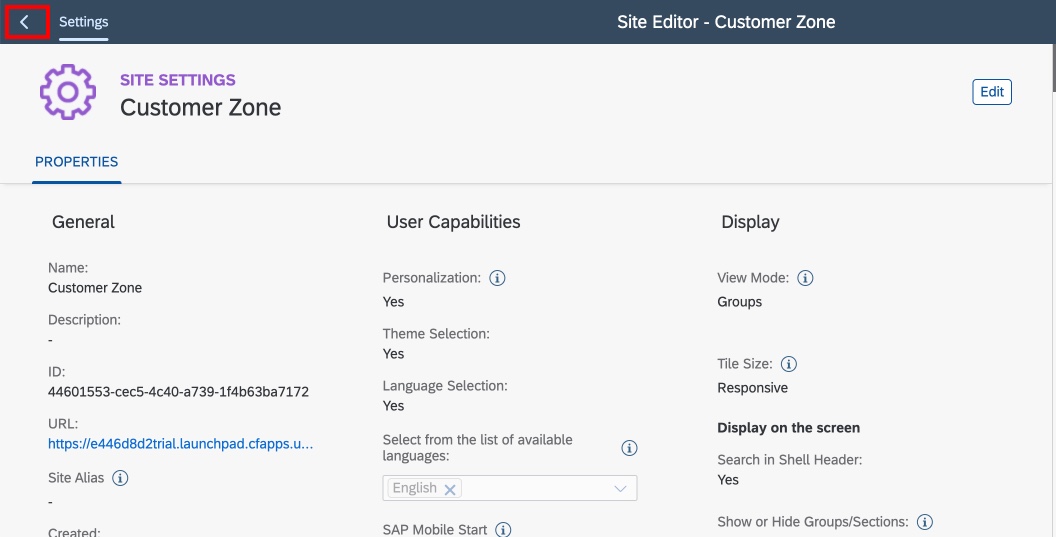 Settings
Site Editor - Customer Zone
SITE SETTINGS
Customer Zone
Edit
PROPERTIES
General
Name:
Customer Zone
Description:
-
ID:
44601553-cec5-4c40-a739-1f4b63ba7172
URL:
https://e446d8d2trial.launchpad.cfapps.u...
Site Alias
-
Created:
User Capabilities
Personalization:
Yes
Theme Selection:
Yes
Language Selection:
Yes
Select from the list of available
languages:
English
SAP Mobile Start
Display
View Mode:
Groups
Tile Size:
Responsive
Display on the screen
Search in Shell Header:
Yes
Show or Hide Groups/Sections: